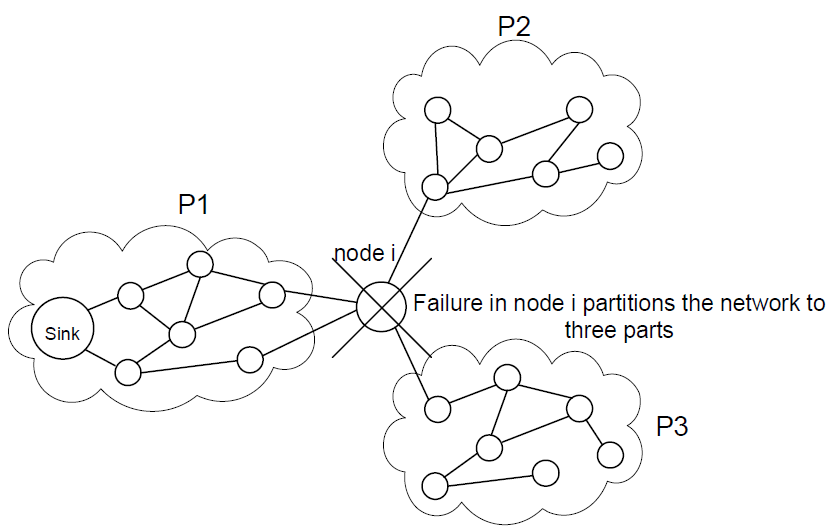 P2
P1
node i
Failure in node i partitions the network to
three parts
Sink
P3